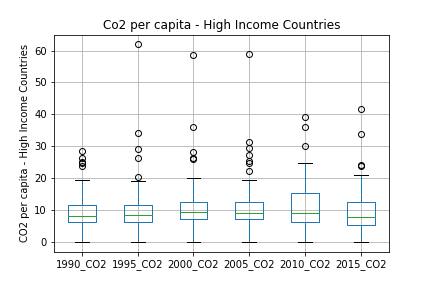 Co2 per capita - High Income Countries
CO2 per capita - High Income Countries
60
50
40
30
20
10
0
1990_CO2 1995_CO2 2000_CO2 2005_CO2 2010_CO2 2015_CO2